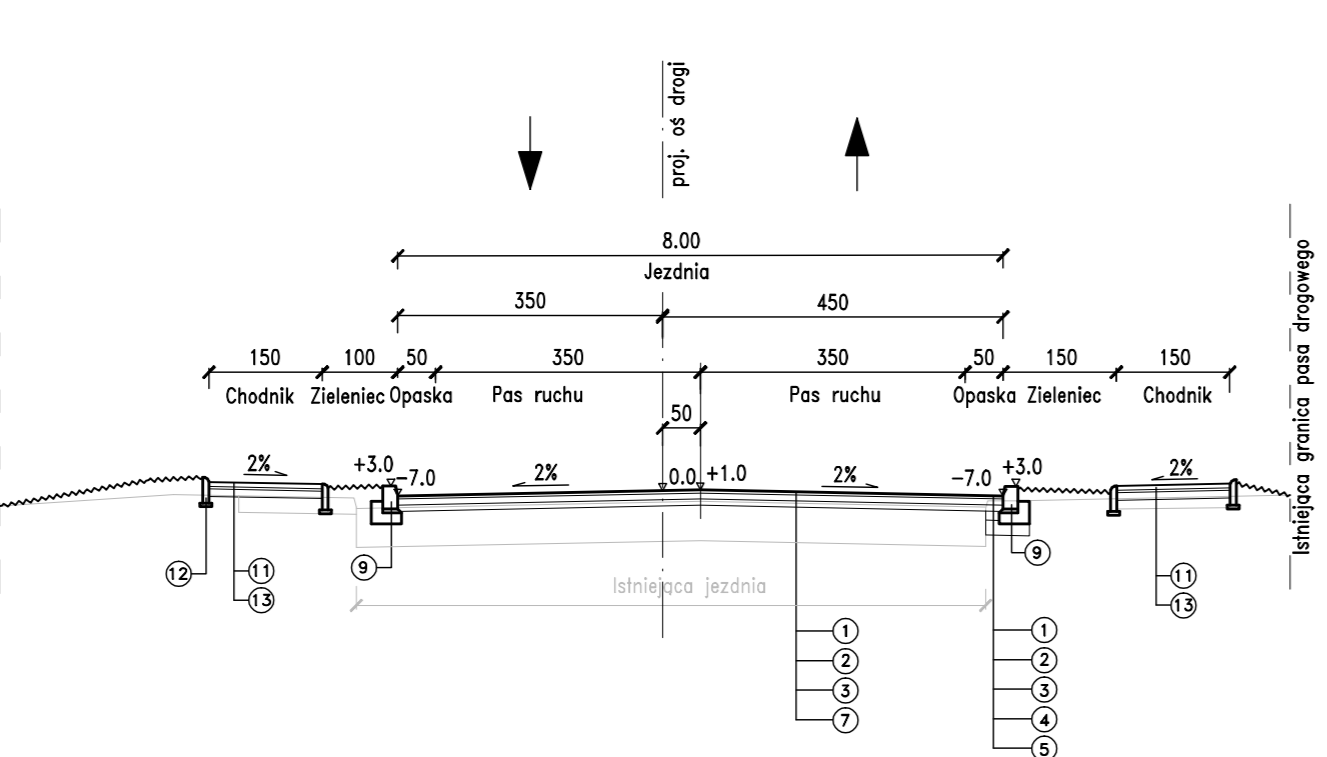 proj. oś drogi
8.00
Jezdnia
350 450
150 100 50 350 350 50 150 150
Chodnik Zieleniec Opaska Pas ruchu Pas ruchu Opaska Zieleniec Chodnik
50
2% +3.0 -7.0 2% 0.0 +1.0 2% -7.0 +3.0 2%
Istniejąca granica pasa drogowego
12 11 9 9 11
13 13
Istniejąca jezdnia
1 1
2 2
3 3
7 4
5